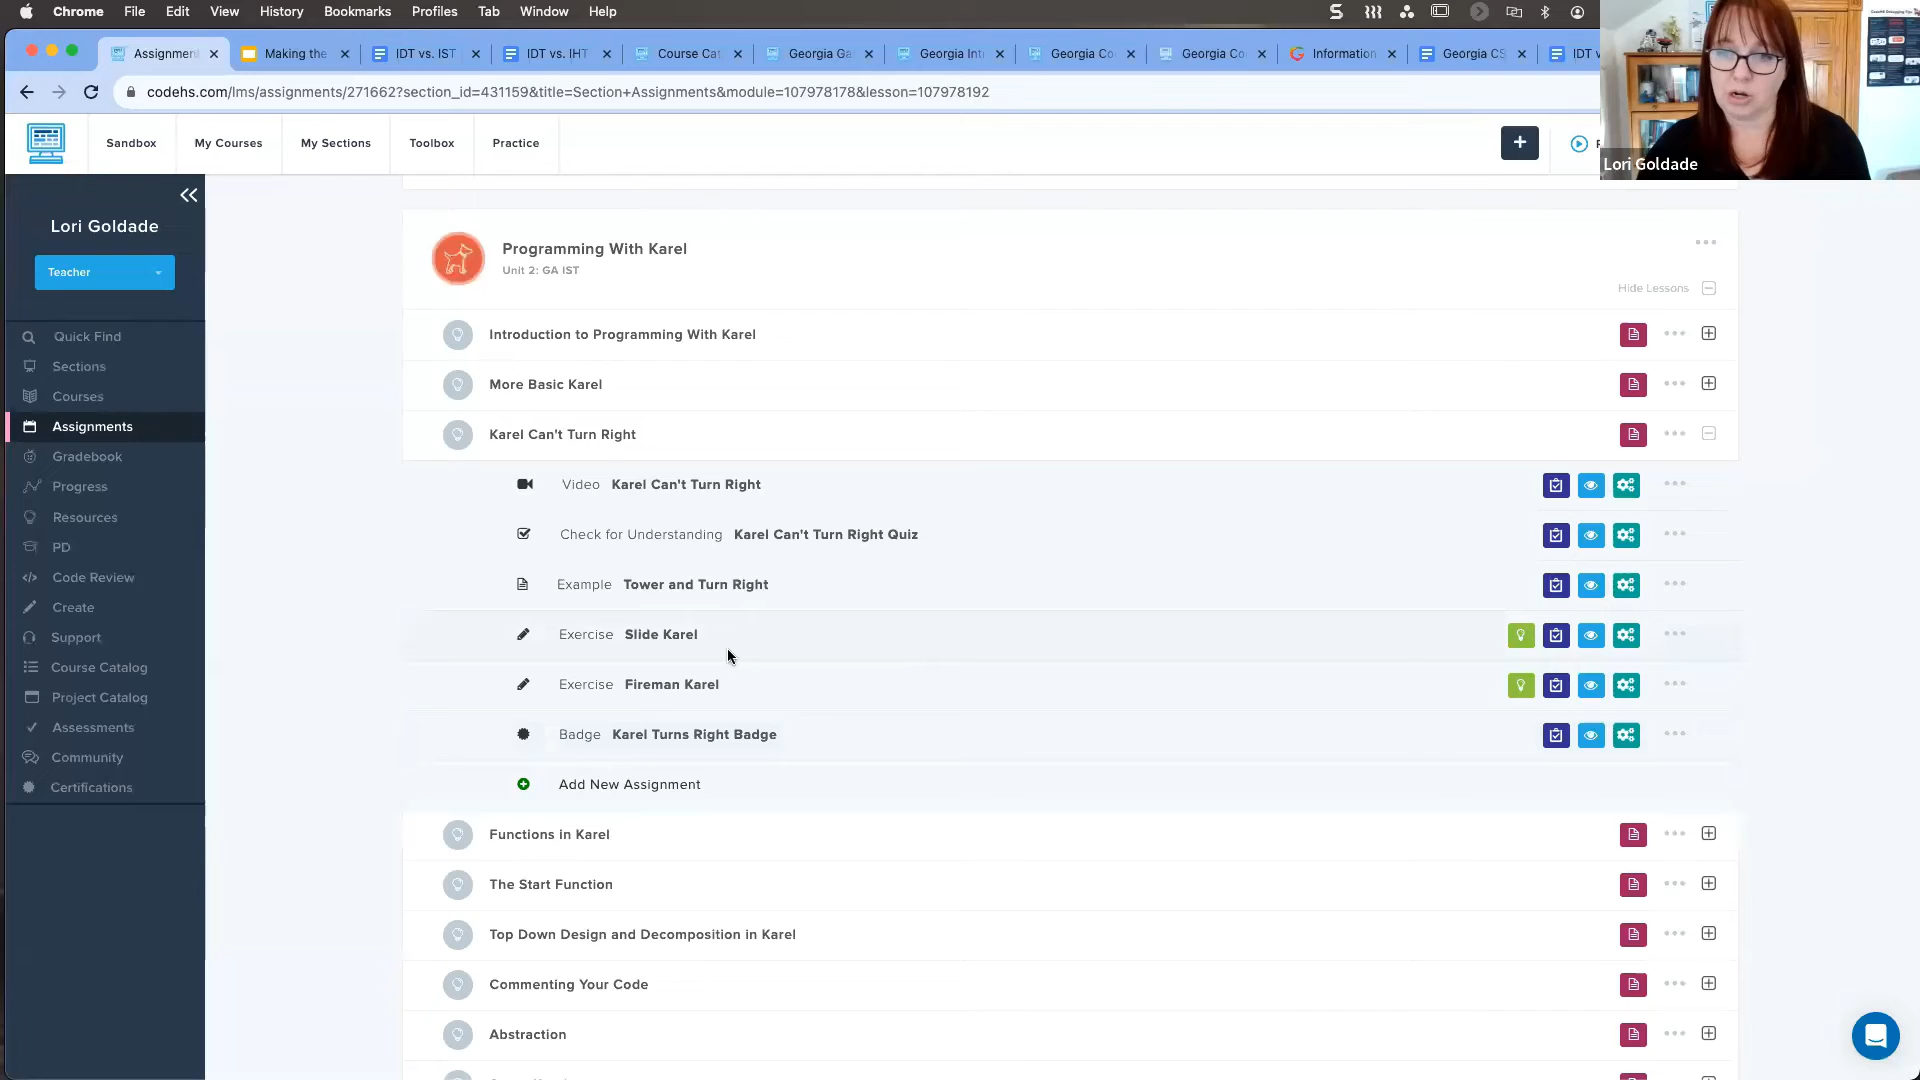 Chrome File Edit View History Bookmarks Profiles Tab Window Help
Assignment Making the IDT vs. IST IDT vs. IHT Course Cat Georgia Ga Georgia Int Georgia Co Georgia Co Information Georgia CS IDT v
codehs.com/lms/assignments/271662?section_id=431159&title=Section+Assignments&module=107978178&lesson=107978192
Sandbox My Courses My Sections Toolbox Practice
Lori Goldade
Lori Goldade
Teacher
Quick Find
Sections
Courses
Assignments
Gradebook
Progress
Resources
PD
Code Review
Create
Support
Course Catalog
Project Catalog
Assessments
Community
Certifications
Programming With Karel
Unit 2: GA IST
Hide Lessons
Introduction to Programming With Karel
More Basic Karel
Karel Can't Turn Right
Video Karel Can't Turn Right
Check for Understanding Karel Can't Turn Right Quiz
Example Tower and Turn Right
Exercise Slide Karel
Exercise Fireman Karel
Badge Karel Turns Right Badge
Add New Assignment
Functions in Karel
The Start Function
Top Down Design and Decomposition in Karel
Commenting Your Code
Abstraction